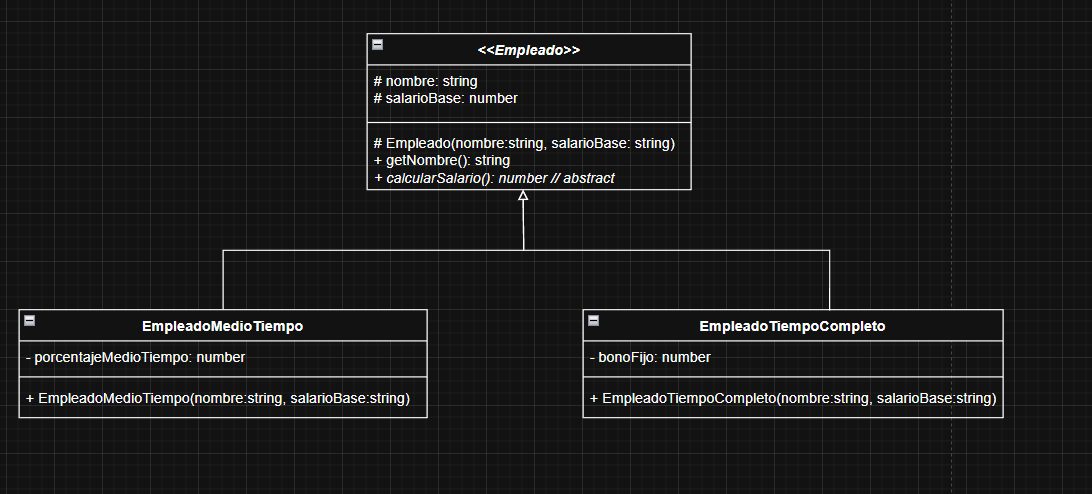 <<Empleado>>
# nombre: string
# salarioBase: number
# Empleado(nombre:string, salarioBase: string)
+ getNombre(): string
+ calcularSalario(): number // abstract
EmpleadoMedioTiempo
- porcentajeMedioTiempo: number
+ EmpleadoMedioTiempo(nombre:string, salarioBase:string)
EmpleadoTiempoCompleto
- bonoFijo: number
+ EmpleadoTiempoCompleto(nombre:string, salarioBase:string)